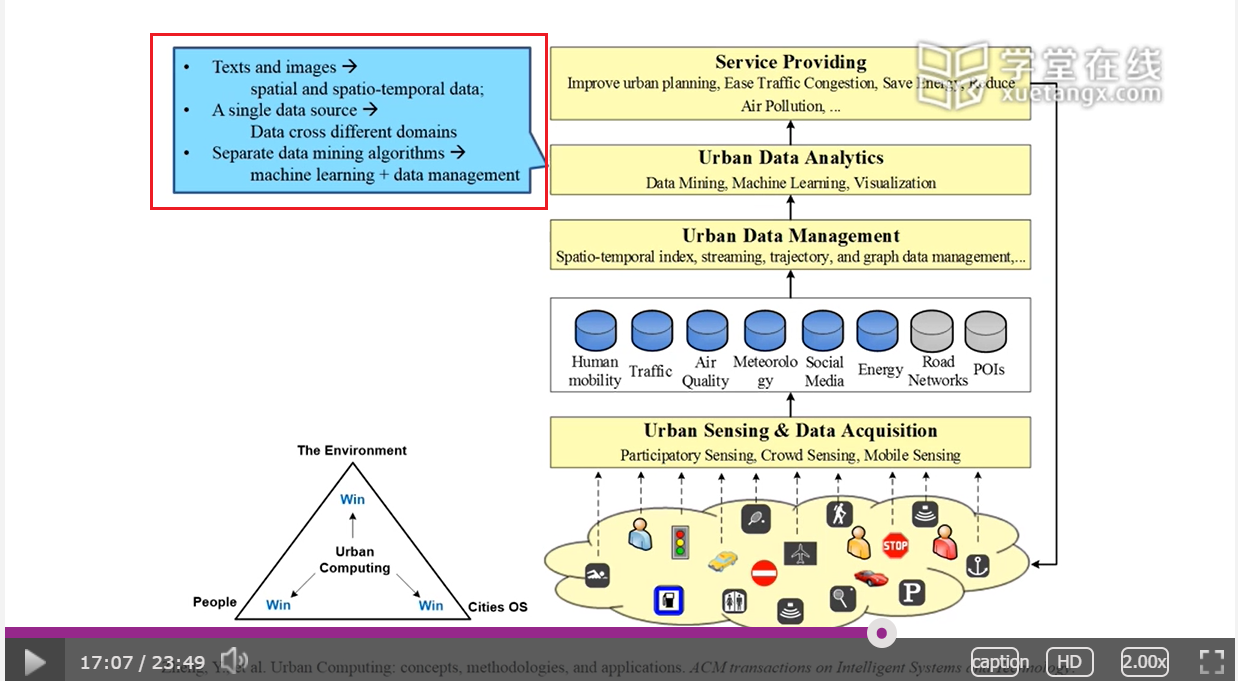 • Texts and images →
spatial and spatio-temporal data;
• A single data source →
Data cross different domains
• Separate data mining algorithms →
machine learning + data management
Service Providing
Improve urban planning, Ease Traffic Congestion, Save Energy, Reduce
Air Pollution, ...
学堂在线
xuetangx.com
Urban Data Analytics
Data Mining, Machine Learning, Visualization
Urban Data Management
Spatio-temporal index, streaming, trajectory, and graph data management,...
Human
mobility
Traffic
Air
Quality
Meteorolo
gy
Social
Media
Energy
Road
Networks
POIs
Urban Sensing & Data Acquisition
Participatory Sensing, Crowd Sensing, Mobile Sensing
STOP
P
The Environment
Win
Urban
Computing
People
Win
Win
Cities OS
17:07 / 23:49
al. Urban Computing: concepts, methodologies, and applications. ACM transactions on Intelligent Systems
caption
HD
2.00x